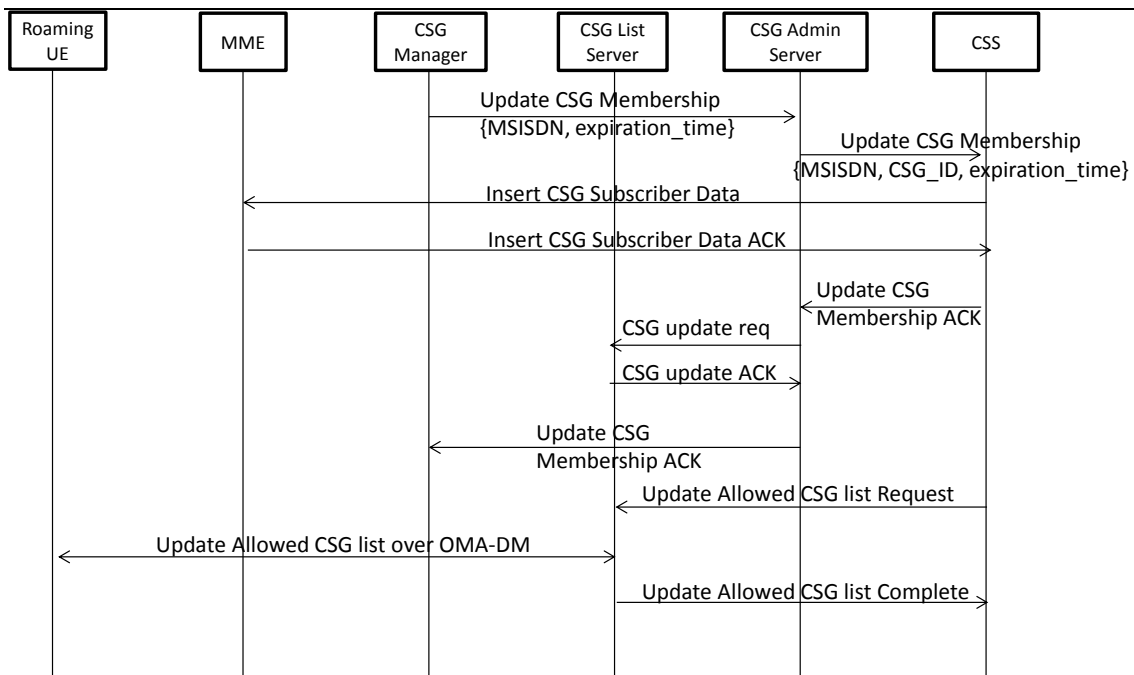 Roaming
UE
MME
CSG
Manager
CSG List
Server
CSG Admin
Server
CSS
Update CSG Membership
{MSISDN, expiration_time}
Update CSG Membership
{MSISDN, CSG_ID, expiration_time}
Insert CSG Subscriber Data
Insert CSG Subscriber Data ACK
Update CSG
Membership ACK
CSG update req
CSG update ACK
Update CSG
Membership ACK
Update Allowed CSG list Request
Update Allowed CSG list over OMA-DM
Update Allowed CSG list Complete